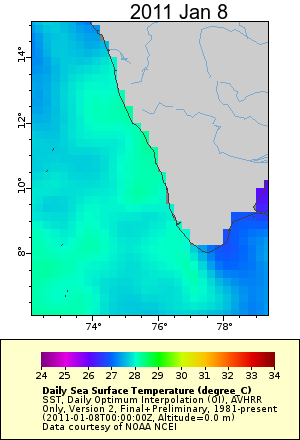 2011 Jan 8
14°
12°
10°
8°
74° 76° 78°
24 25 26 27 28 29 30 31 32 33 34
Daily Sea Surface Temperature (degree_C)
SST, Daily Optimum Interpolation (OI), AVHRR
Only, Version 2, Final+Preliminary, 1981-present
(2011-01-08T00:00:00Z, Altitude=0.0 m)
Data courtesy of NOAA NCEI